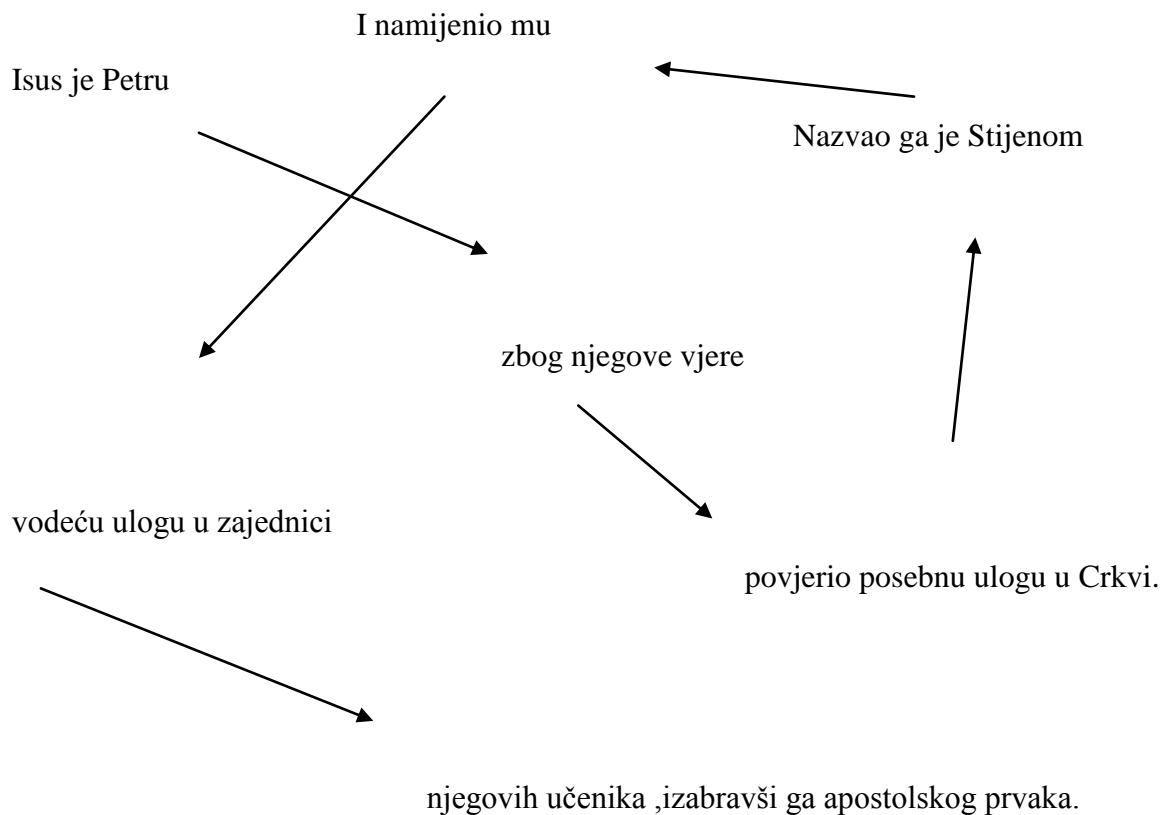 I namijenio mu
Isus je Petru
Nazvao ga je Stijenom
zbog njegove vjere
vodeću ulogu u zajednici
povjerio posebnu ulogu u Crkvi.
njegovih učenika ,izabravši ga apostolskog prvaka.